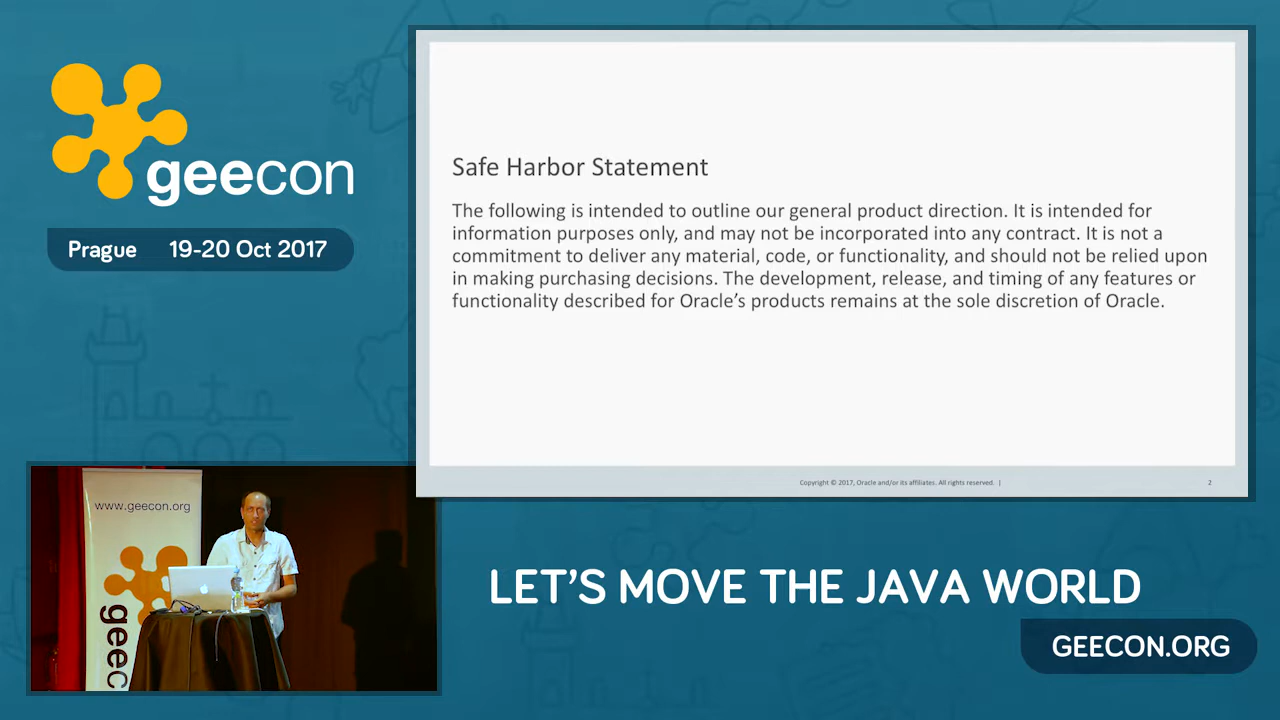 geecon
Prague 19-20 Oct 2017
Safe Harbor Statement
The following is intended to outline our general product direction. It is intended for
information purposes only, and may not be incorporated into any contract. It is not a
commitment to deliver any material, code, or functionality, and should not be relied upon
in making purchasing decisions. The development, release, and timing of any features or
functionality described for Oracle’s products remains at the sole discretion of Oracle.
Copyright © 2017, Oracle and/or its affiliates. All rights reserved. |
2
www.geecon.org
geec
LET’S MOVE THE JAVA WORLD
GEECON.ORG